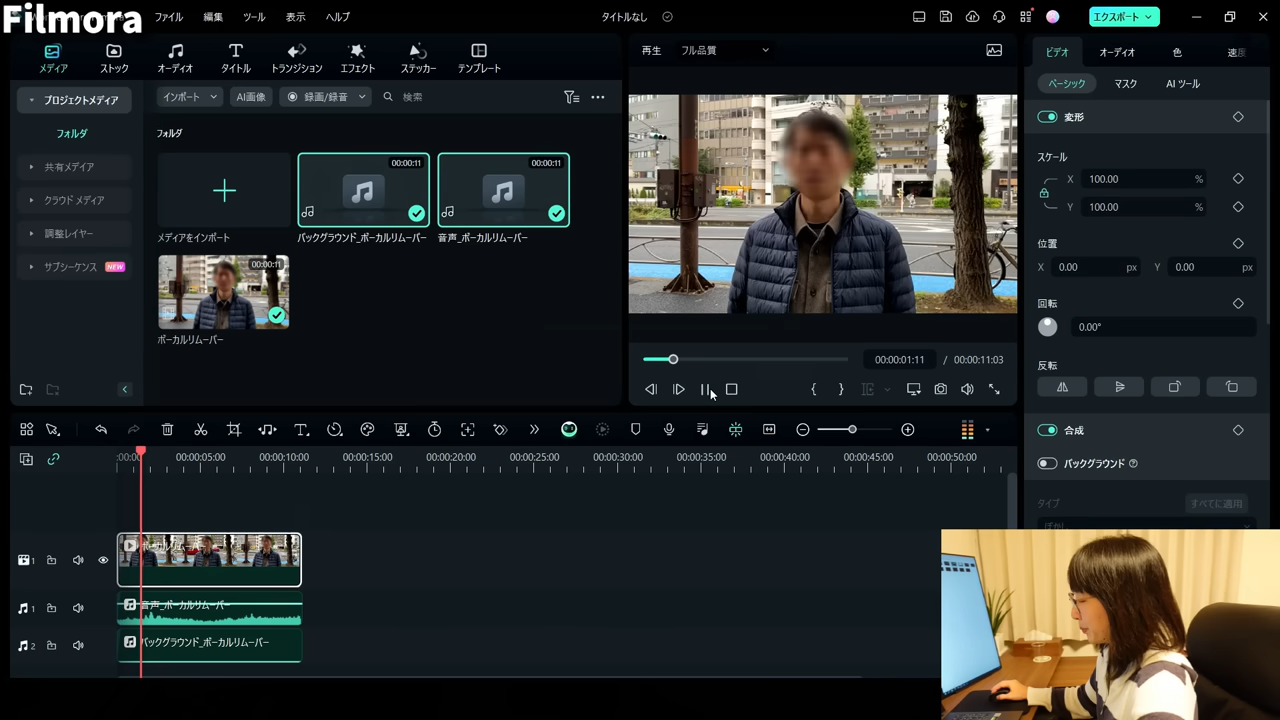 Filmora
ファイル 編集 ツール 表示 ヘルプ
タイトルなし
エクスポート
メディア ストック オーディオ タイトル トランジション エフェクト ステッカー テンプレート
プロジェクトメディア
フォルダ
共有メディア
クラウド メディア
調整レイヤー
サブシーケンス NEW
インポート AI画像 録画/録音 検索
フォルダ
00:00:11 00:00:11
メディアをインポート バックグラウンド_ボーカルリムーバー 音声_ボーカルリムーバー
00:00:11
ボーカルリムーバー
再生 フル品質
00:00:01:11 / 00:00:11:03
ビデオ オーディオ 色 速度
ベーシック マスク AI ツール
変形
スケール
X 100.00 %
Y 100.00 %
位置
X 0.00 px Y 0.00 px
回転
0.00°
反転
合成
バックグラウンド
タイプ すべてに適用
ぼかし
:00:00 00:00:05:00 00:00:10:00 00:00:15:00 00:00:20:00 00:00:25:00 00:00:30:00 00:00:35:00 00:00:40:00 00:00:45:00 00:00:50:00
1 ボーカルリムーバー
1 音声_ボーカルリムーバー
2 バックグラウンド_ボーカルリムーバー